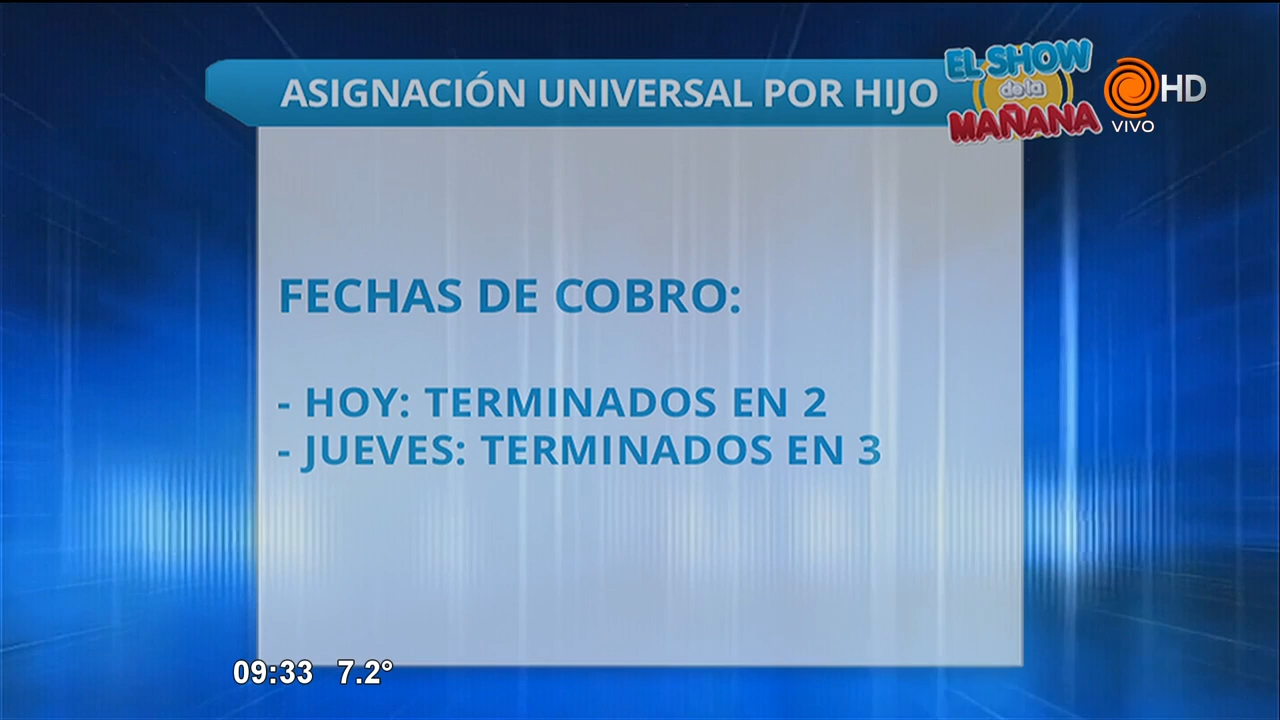 ASIGNACIÓN UNIVERSAL POR HIJO
EL SHOW
de la
MAÑANA
HD
VIVO
FECHAS DE COBRO:
- HOY: TERMINADOS EN 2
- JUEVES: TERMINADOS EN 3
09:33 7.2°